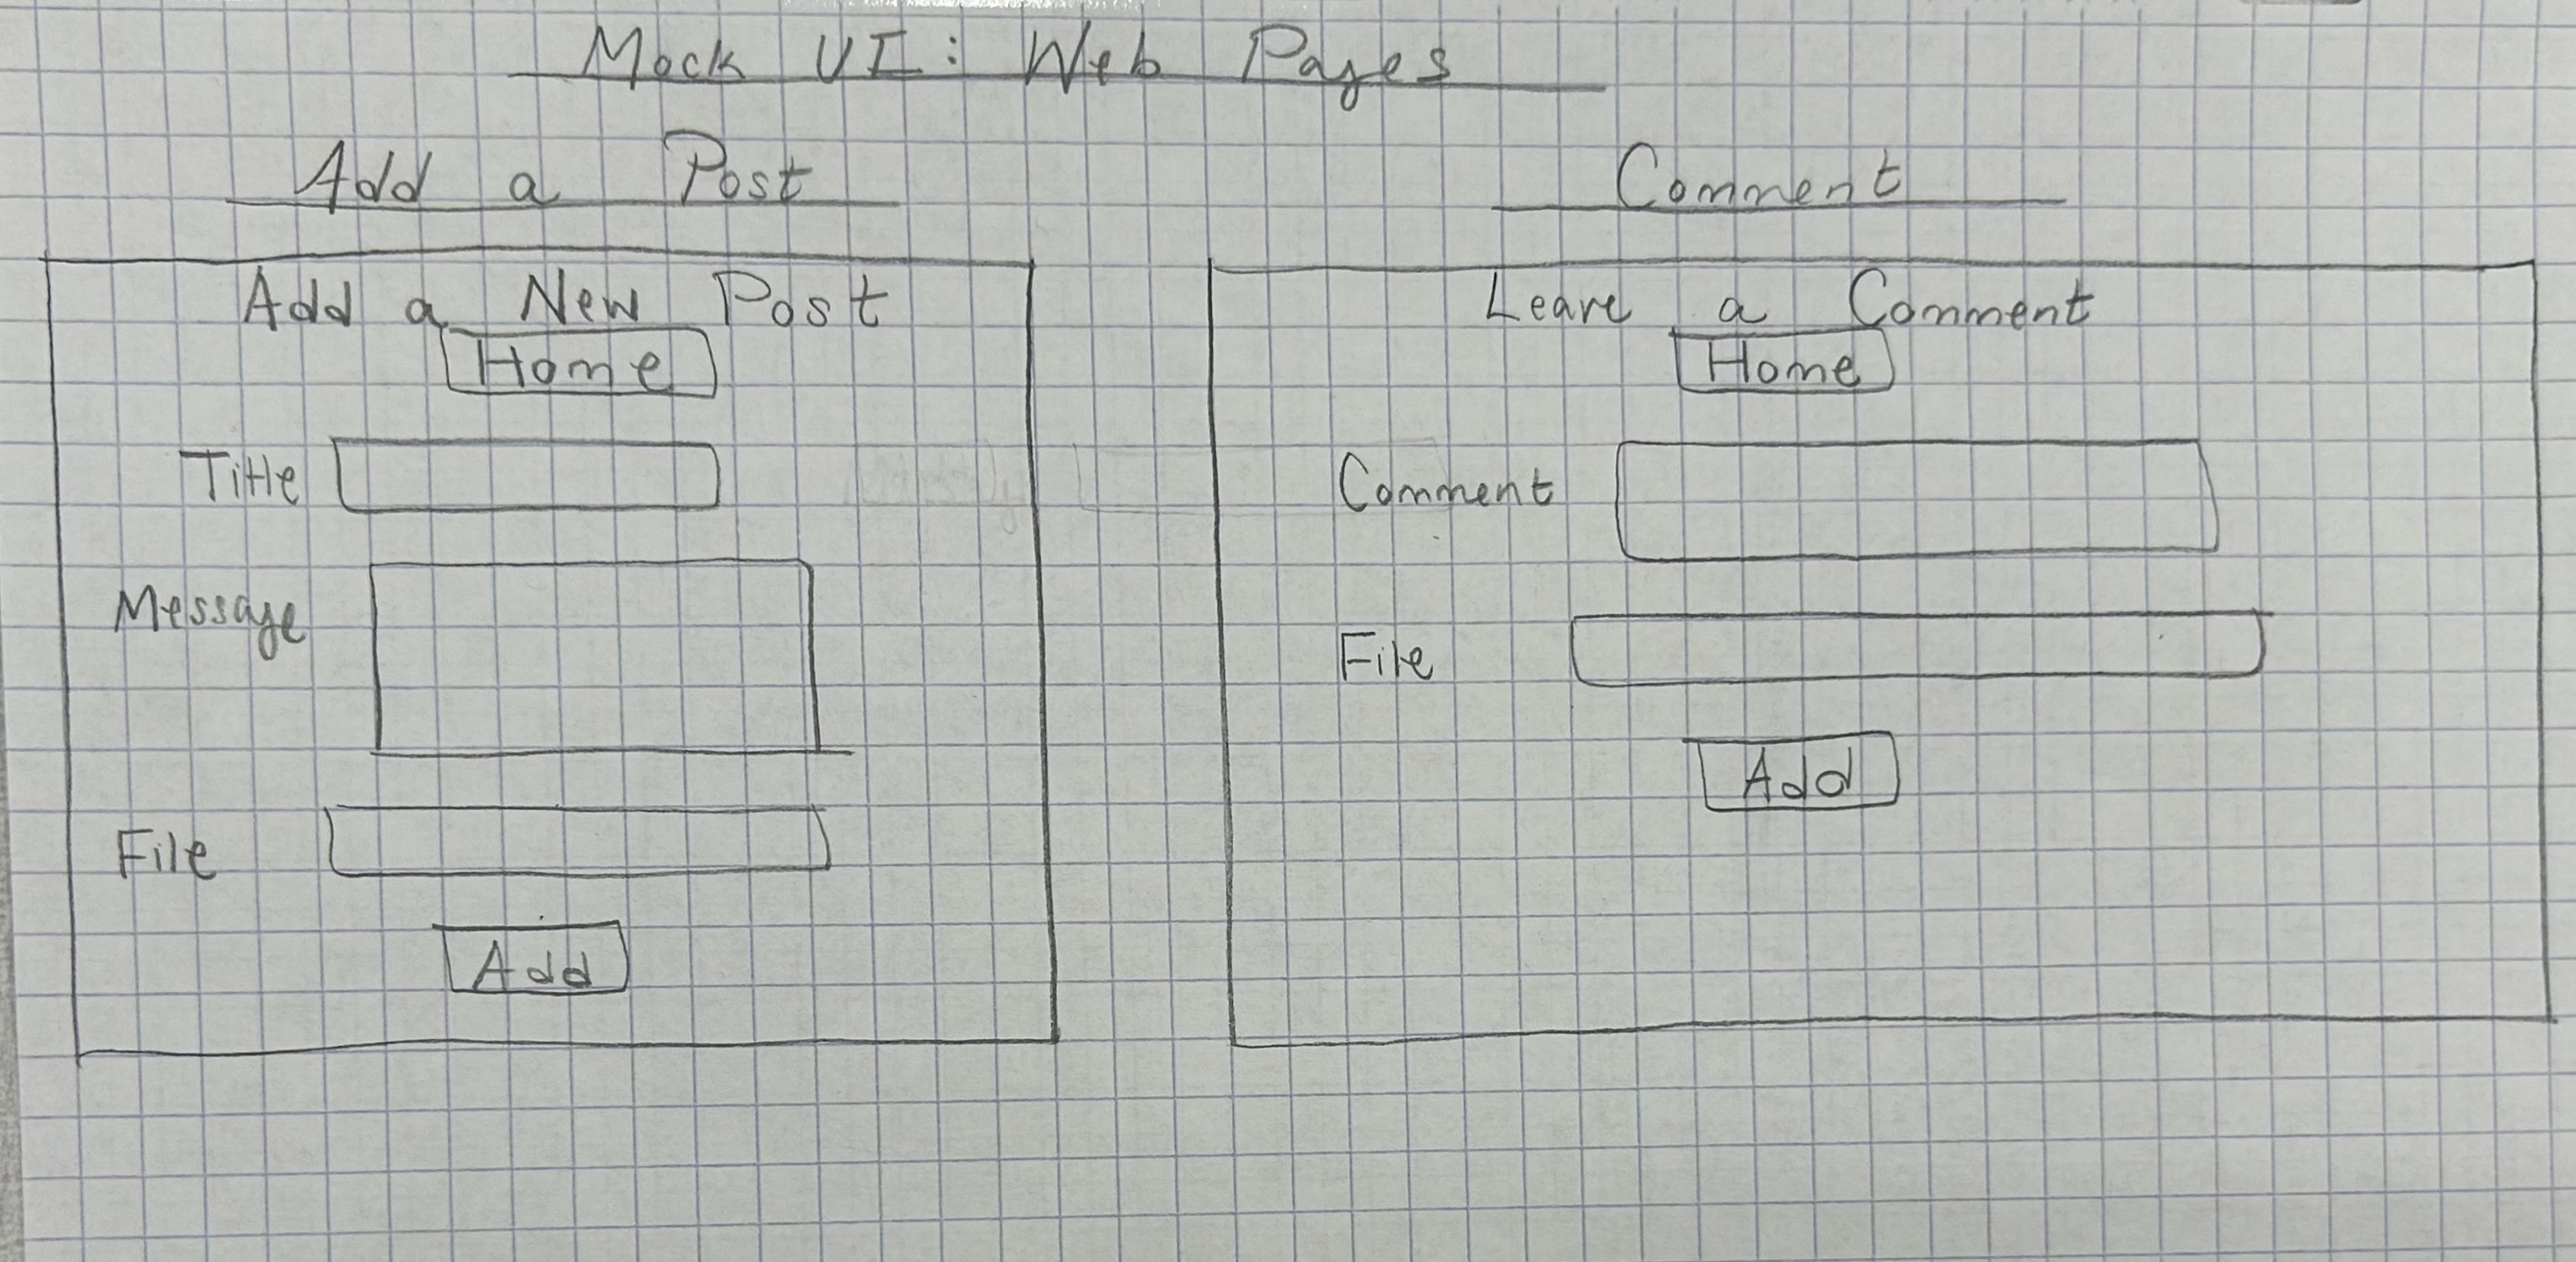 Mock UI: Web Pages
Add a Post
Add a New Post
Home
Title
Message
File
Add
Comment
Leave a Comment
Home
Comment
File
Add